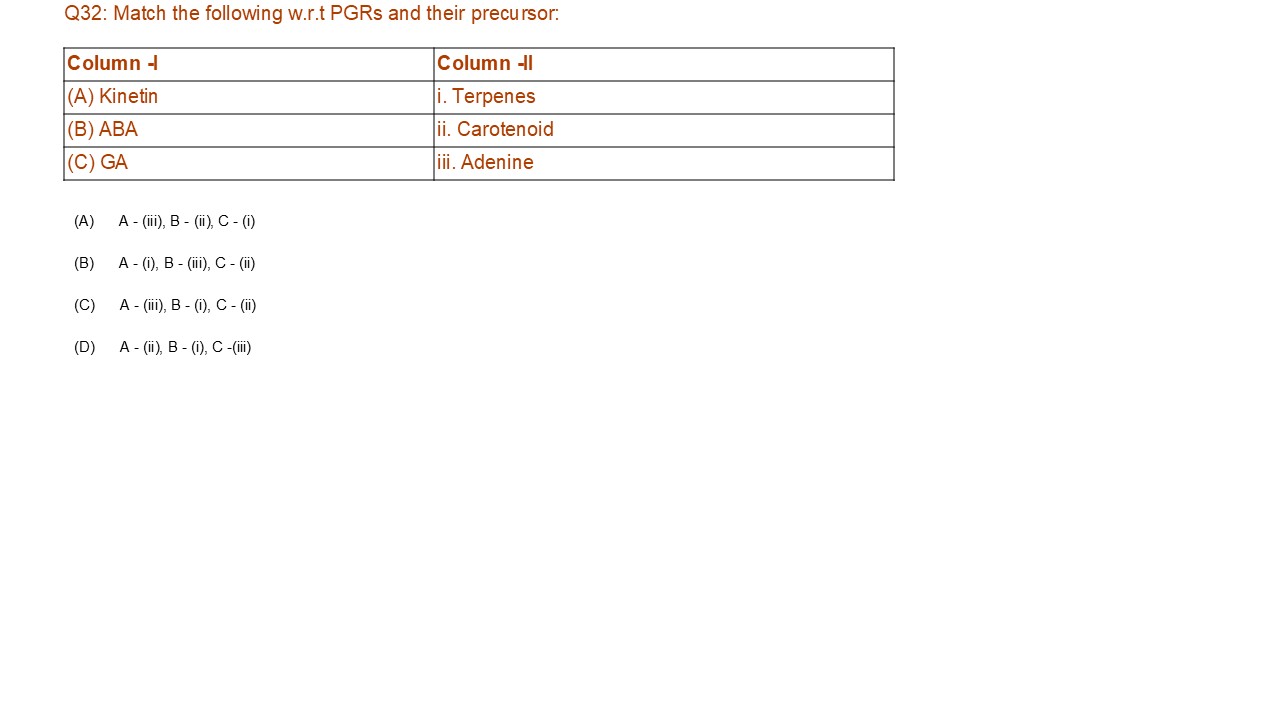 Q32: Match the following w.r.t PGRs and their precursor:
Column -I Column -II
(A) Kinetin i. Terpenes
(B) ABA ii. Carotenoid
(C) GA iii. Adenine
(A) A - (iii), B - (ii), C - (i)
(B) A - (i), B - (iii), C - (ii)
(C) A - (iii), B - (i), C - (ii)
(D) A - (ii), B - (i), C -(iii)